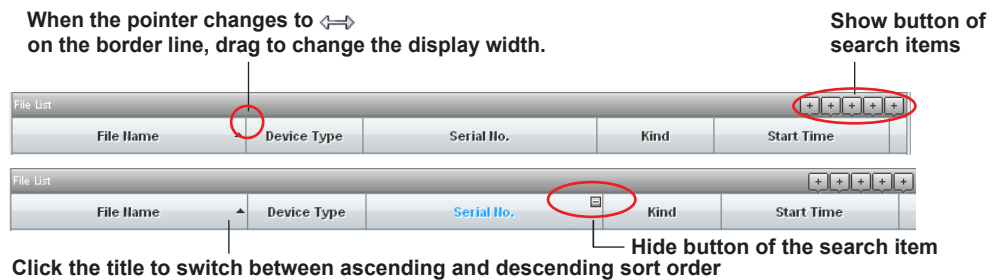 When the pointer changes to
on the border line, drag to change the display width.
Show button of
search items
File List
+ + + + +
File Name Device Type Serial No. Kind Start Time
File List
+ + + + +
File Name Device Type Serial No. Kind Start Time
Hide button of the search item
Click the title to switch between ascending and descending sort order